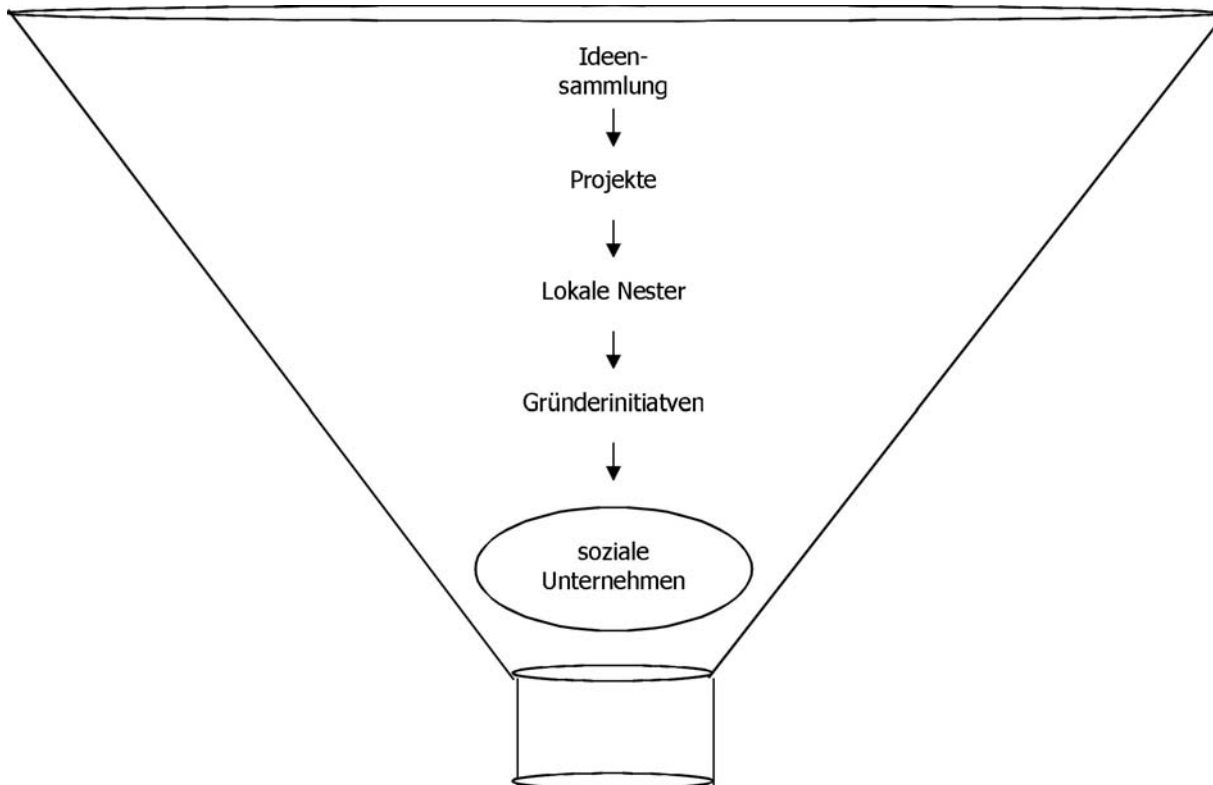 Ideen-
sammlung
Projekte
Lokale Nester
Gründerinitiatven
soziale
Unternehmen